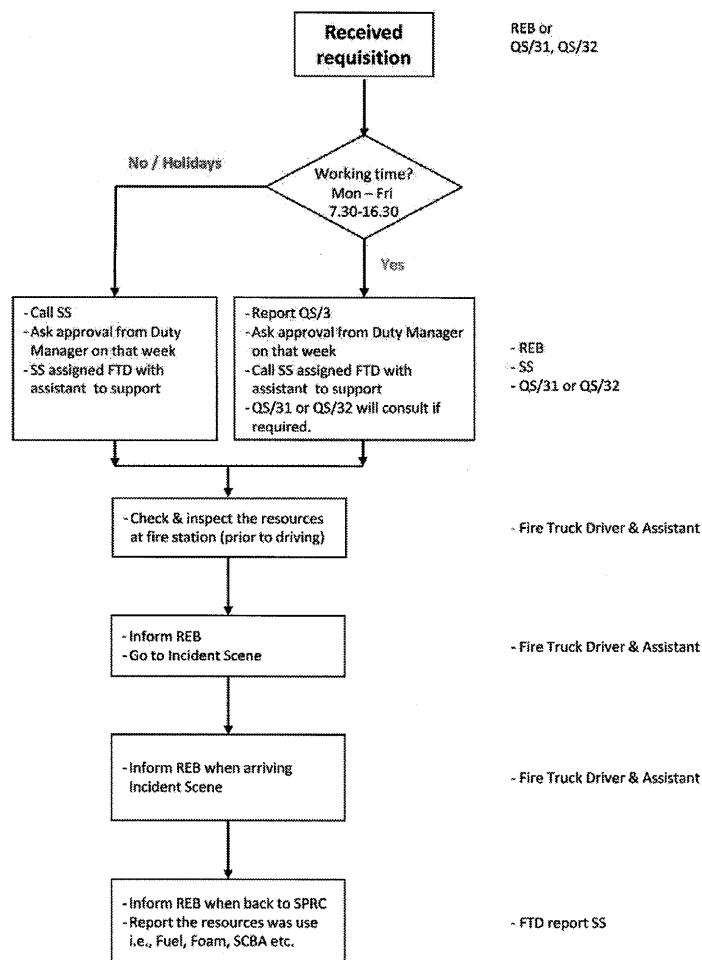 Received
requisition
REB or
QS/31, QS/32
No / Holidays
Working time?
Mon – Fri
7.30-16.30
Yes
- Call SS
- Ask approval from Duty
Manager on that week
- SS assigned FTD with
assistant to support
- Report QS/3
- Ask approval from Duty Manager
on that week
- Call SS assigned FTD with
assistant to support
- QS/31 or QS/32 will consult if
required.
- REB
- SS
- QS/31 or QS/32
- Check & inspect the resources
at fire station (prior to driving)
- Fire Truck Driver & Assistant
- Inform REB
- Go to Incident Scene
- Fire Truck Driver & Assistant
- Inform REB when arriving
Incident Scene
- Fire Truck Driver & Assistant
- Inform REB when back to SPRC
- Report the resources was use
i.e., Fuel, Foam, SCBA etc.
- FTD report SS